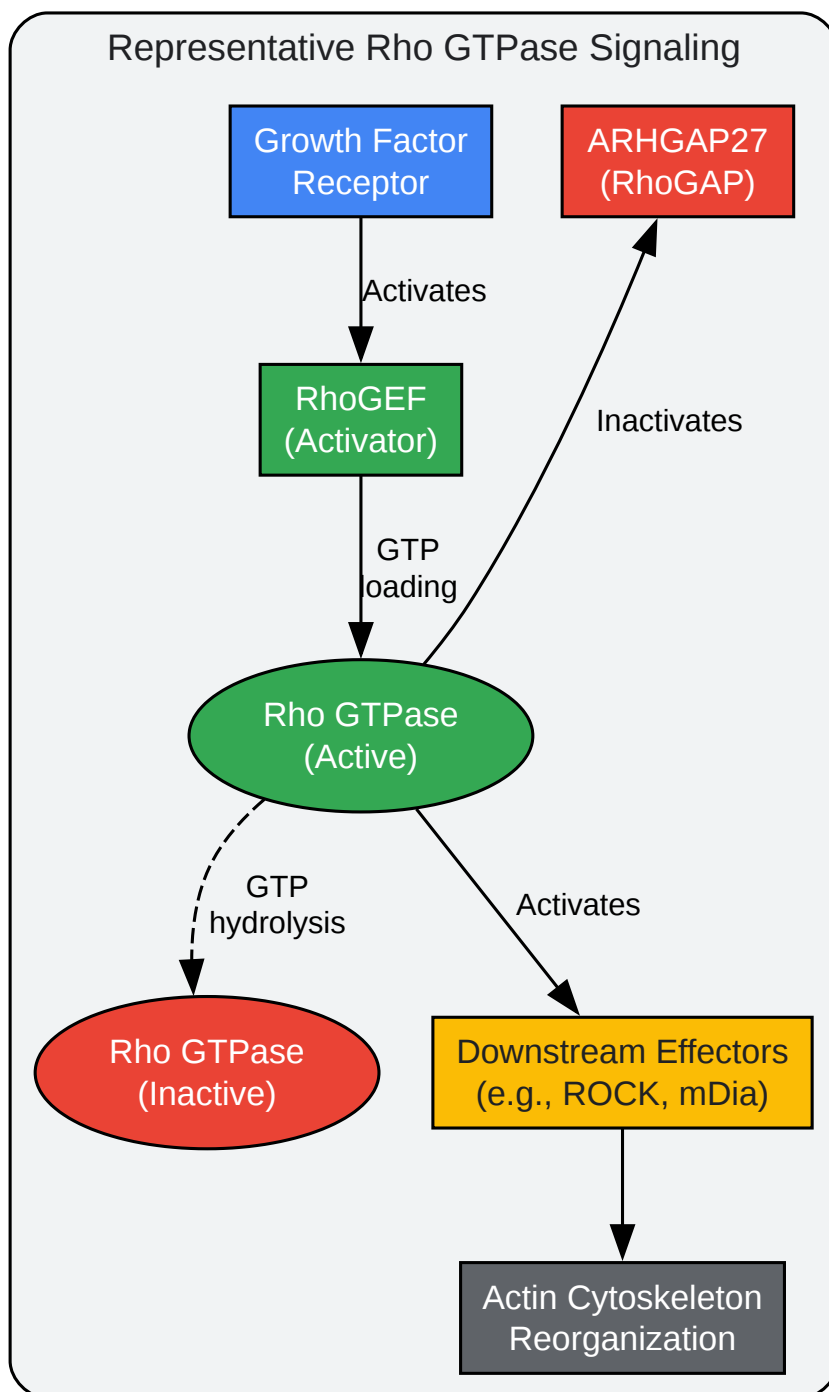 Representative Rho GTPase Signaling
Growth Factor
Receptor
ARHGAP27
(RhoGAP)
Activates
RhoGEF
(Activator)
Inactivates
GTP
loading
Rho GTPase
(Active)
GTP
hydrolysis
Activates
Rho GTPase
(Inactive)
Downstream Effectors
(e.g., ROCK, mDia)
Actin Cytoskeleton
Reorganization